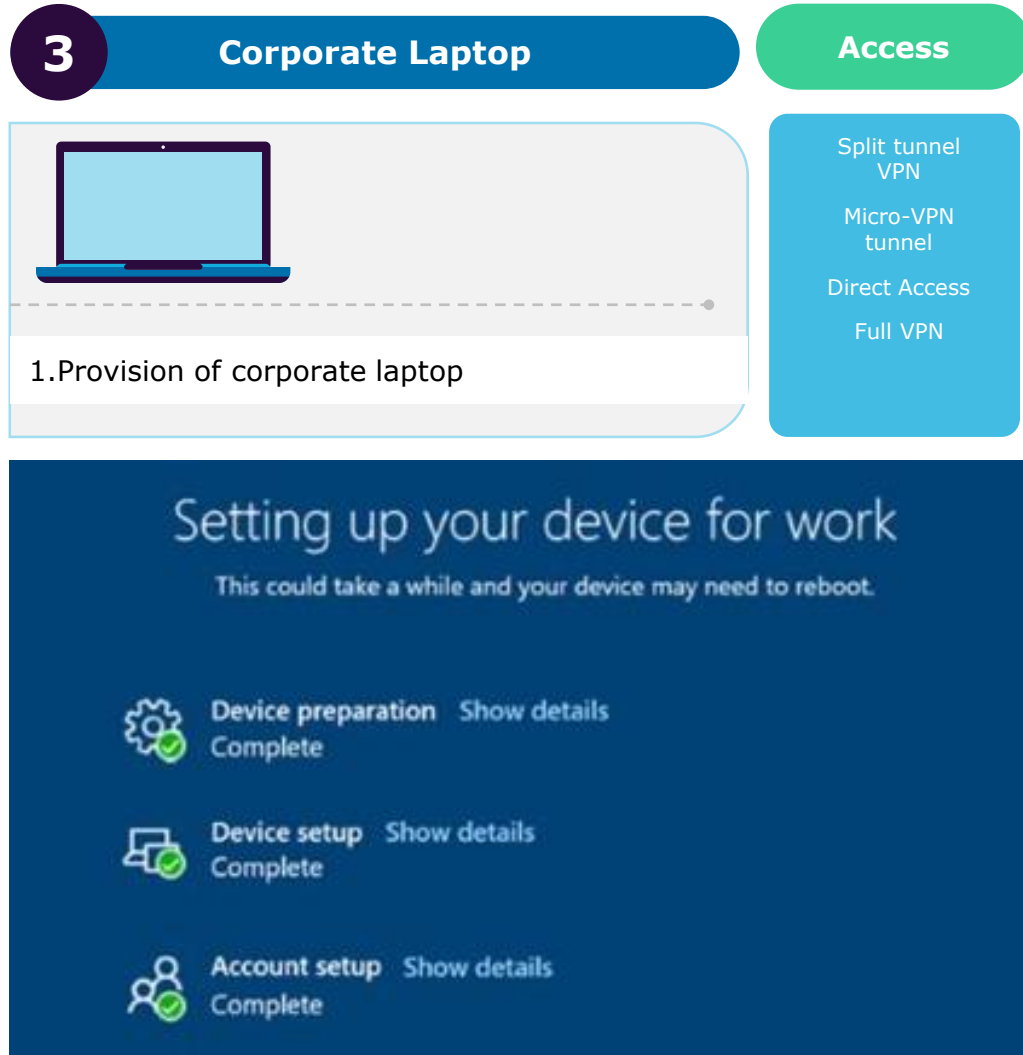 3
Corporate Laptop
Access
1.Provision of corporate laptop
Split tunnel
VPN
Micro-VPN
tunnel
Direct Access
Full VPN
Setting up your device for work
This could take a while and your device may need to reboot.
Device preparation Show details
Complete
Device setup Show details
Complete
Account setup Show details
Complete